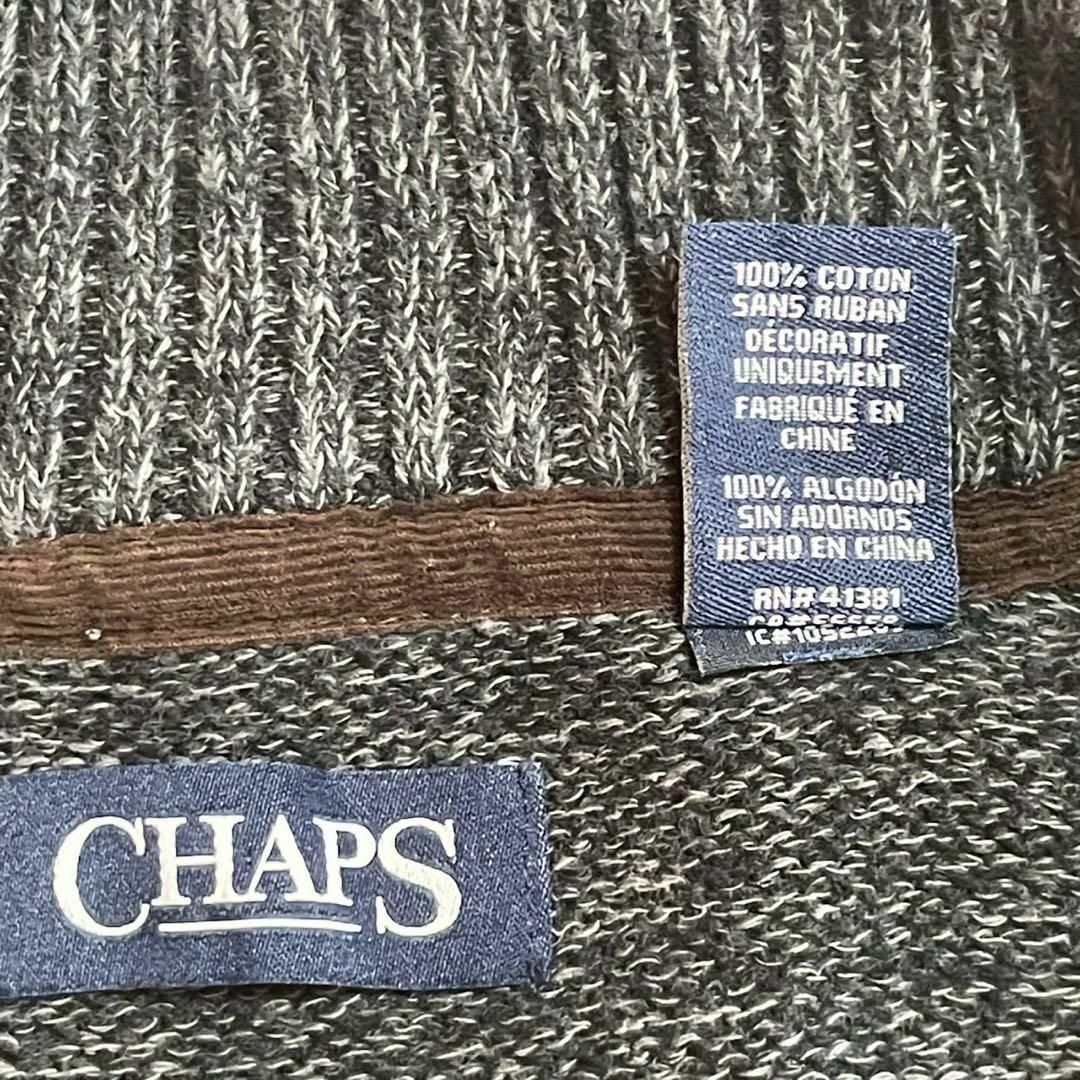 100% COTON
SANS RUBAN
DÉCORATIF
UNIQUEMENT
FABRIQUÉ EN
CHINE
100% ALGODÓN
SIN ADORNOS
HECHO EN CHINA
RN# 41381
CHAPS